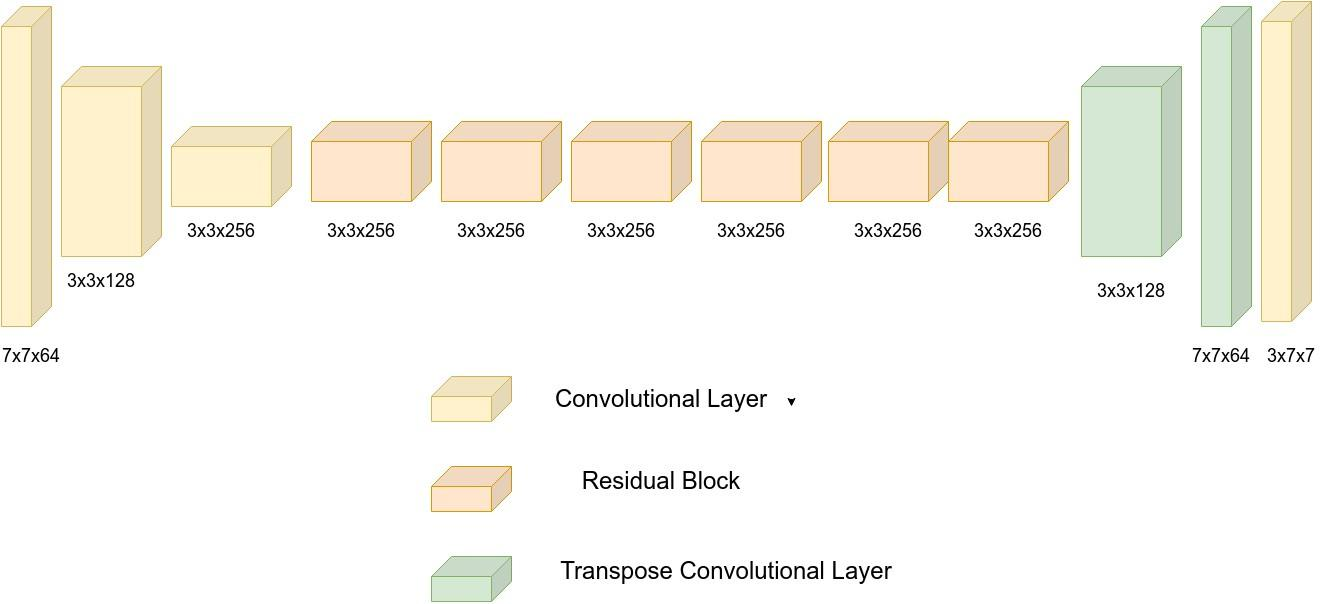 3x3x256
3x3x256
3x3x256
3x3x256
3x3x256
3x3x256
3x3x256
3x3x128
3x3x128
7x7x64
7x7x64
3x7x7
Convolutional Layer
Residual Block
Transpose Convolutional Layer